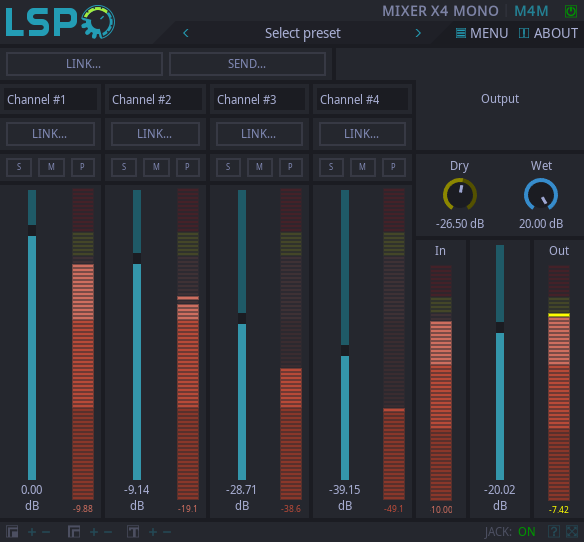 LSP
MIXER X4 MONO M4M
Select preset
MENU ABOUT
LINK... SEND...
Channel #1 Channel #2 Channel #3 Channel #4
Output
LINK... LINK... LINK... LINK...
S M P S M P S M P S M P
Dry Wet
-26.50 dB 20.00 dB
In Out
0.00 -9.14 -28.71 -39.15 -20.02
dB dB dB dB dB
-9.88 -19.1 -38.6 -49.1 -10.00 -7.42
JACK: ON